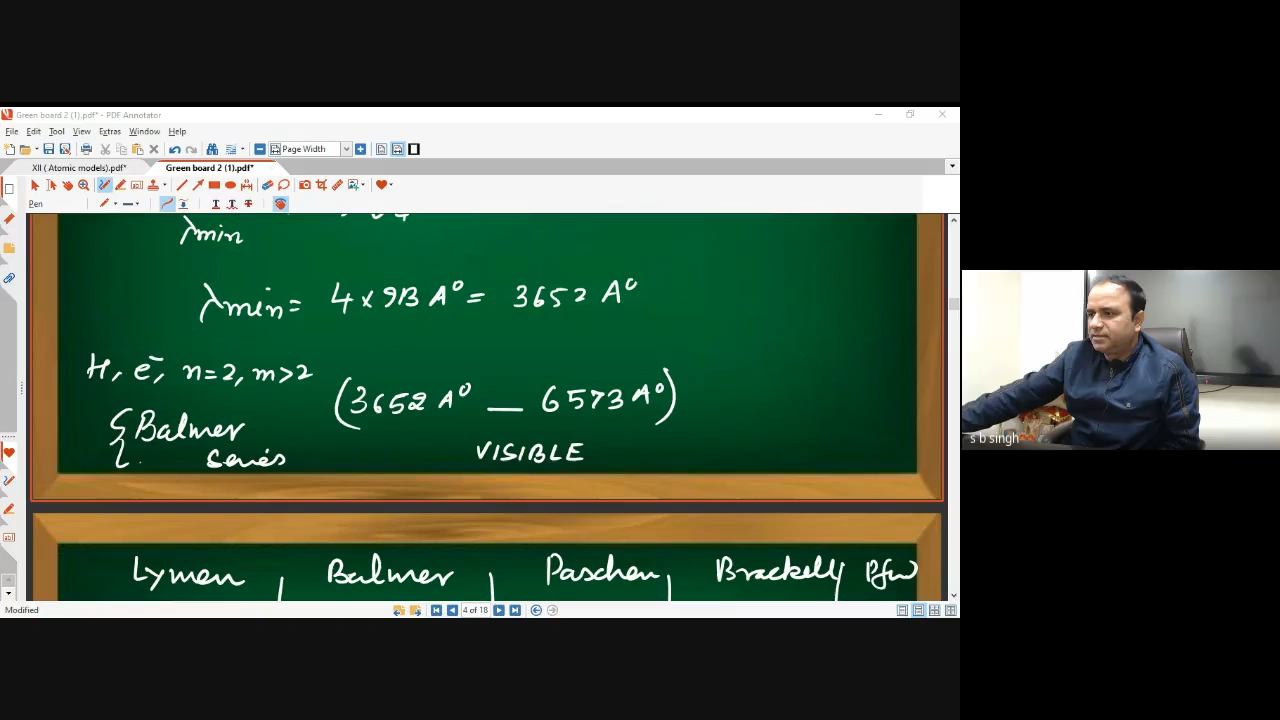 Green board 2 (1).pdf* - PDF Annotator
File Edit Tool View Extras Window Help
Page Width
XII ( Atomic models).pdf* Green board 2 (1).pdf*
Pen
λmin
λmin = 4 x 913 A° = 3652 A°
H, e⁻, n=2, m>2
(3652 A° — 6573 A°)
Balmer
Series VISIBLE
Lymen Balmer Paschen Brackelly Pfun
Modified 4 of 18
s b singh